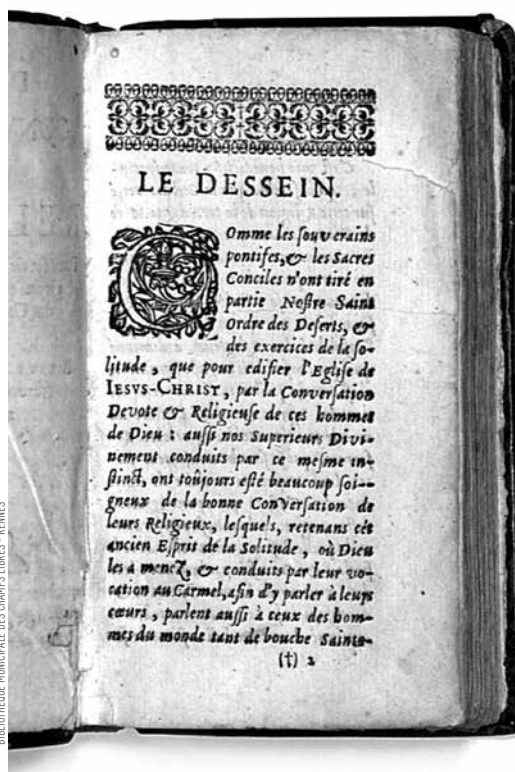 LE DESSEIN.
Comme les souverains
pontifes, & les Sacres
Conciles n'ont tiré en
partie Nostre Saint
Ordre des Deserts, &
des exercices de la so-
litude, que pour edifier l'Eglise de
IESVS-CHRIST, par la Conversation
Devote & Religieuse de ces hommes
de Dieu : aussi nos Superieurs Divi-
nement conduits par ce mesme in-
stinct, ont toûjours esté beaucoup soi-
gneux de la bonne Conversation de
leurs Religieux, lesquels, retenans cét
ancien Esprit de la Solitude, où Dieu
les a menez, & conduits par leur vo-
cation au Carmel, afin d'y parler à leurs
cœurs, parlent aussi à ceux des hom-
mes du monde tant de bouche Sainte-
(†) 2
BIBLIOTHÈQUE MUNICIPALE DES CHAMPS LIBRES - RENNES